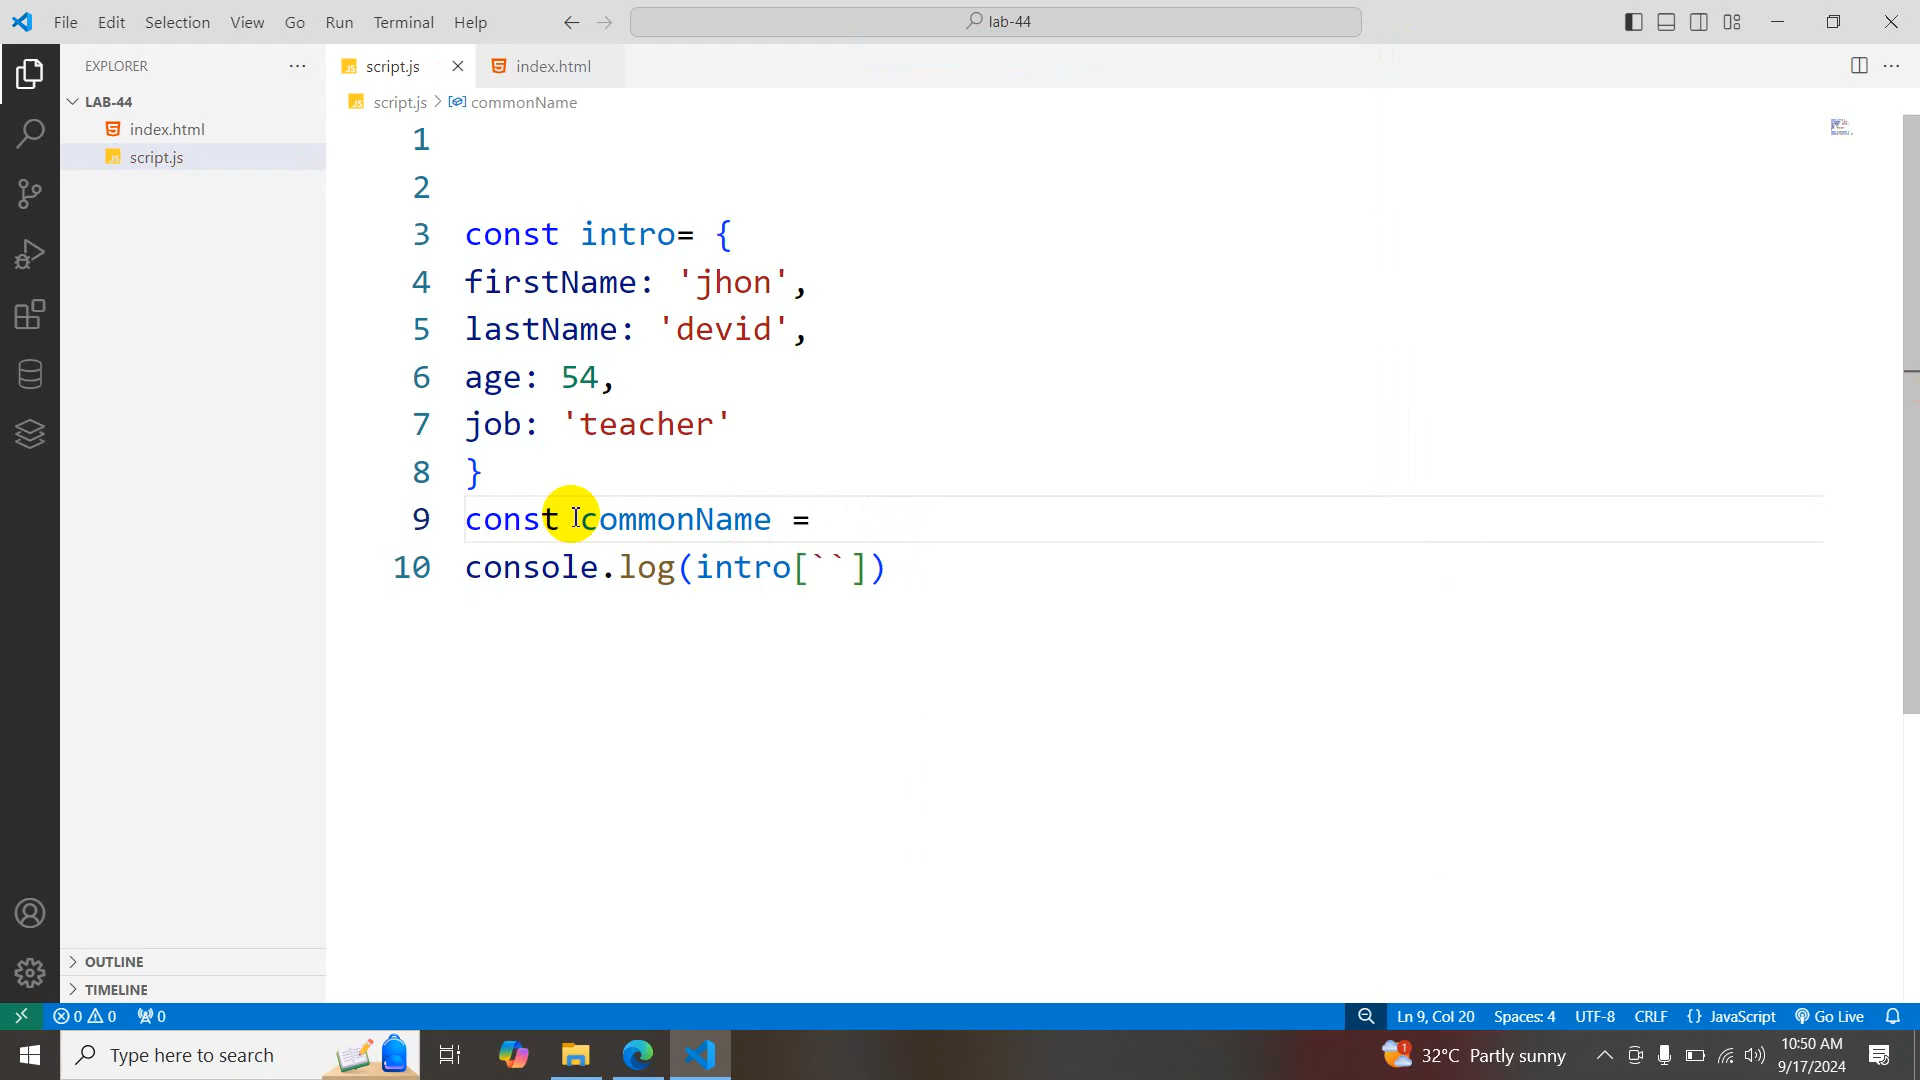 File Edit Selection View Go Run Terminal Help
lab-44
EXPLORER
script.js
index.html
LAB-44
index.html
script.js
script.js > commonName
1
2
3 const intro= {
4 firstName: 'jhon',
5 lastName: 'devid',
6 age: 54,
7 job: 'teacher'
8 }
9 const commonName =
10 console.log(intro[``])
OUTLINE
TIMELINE
0 0 0
Ln 9, Col 20 Spaces: 4 UTF-8 CRLF {} JavaScript Go Live
Type here to search
1
32°C Partly sunny
10:50 AM
9/17/2024